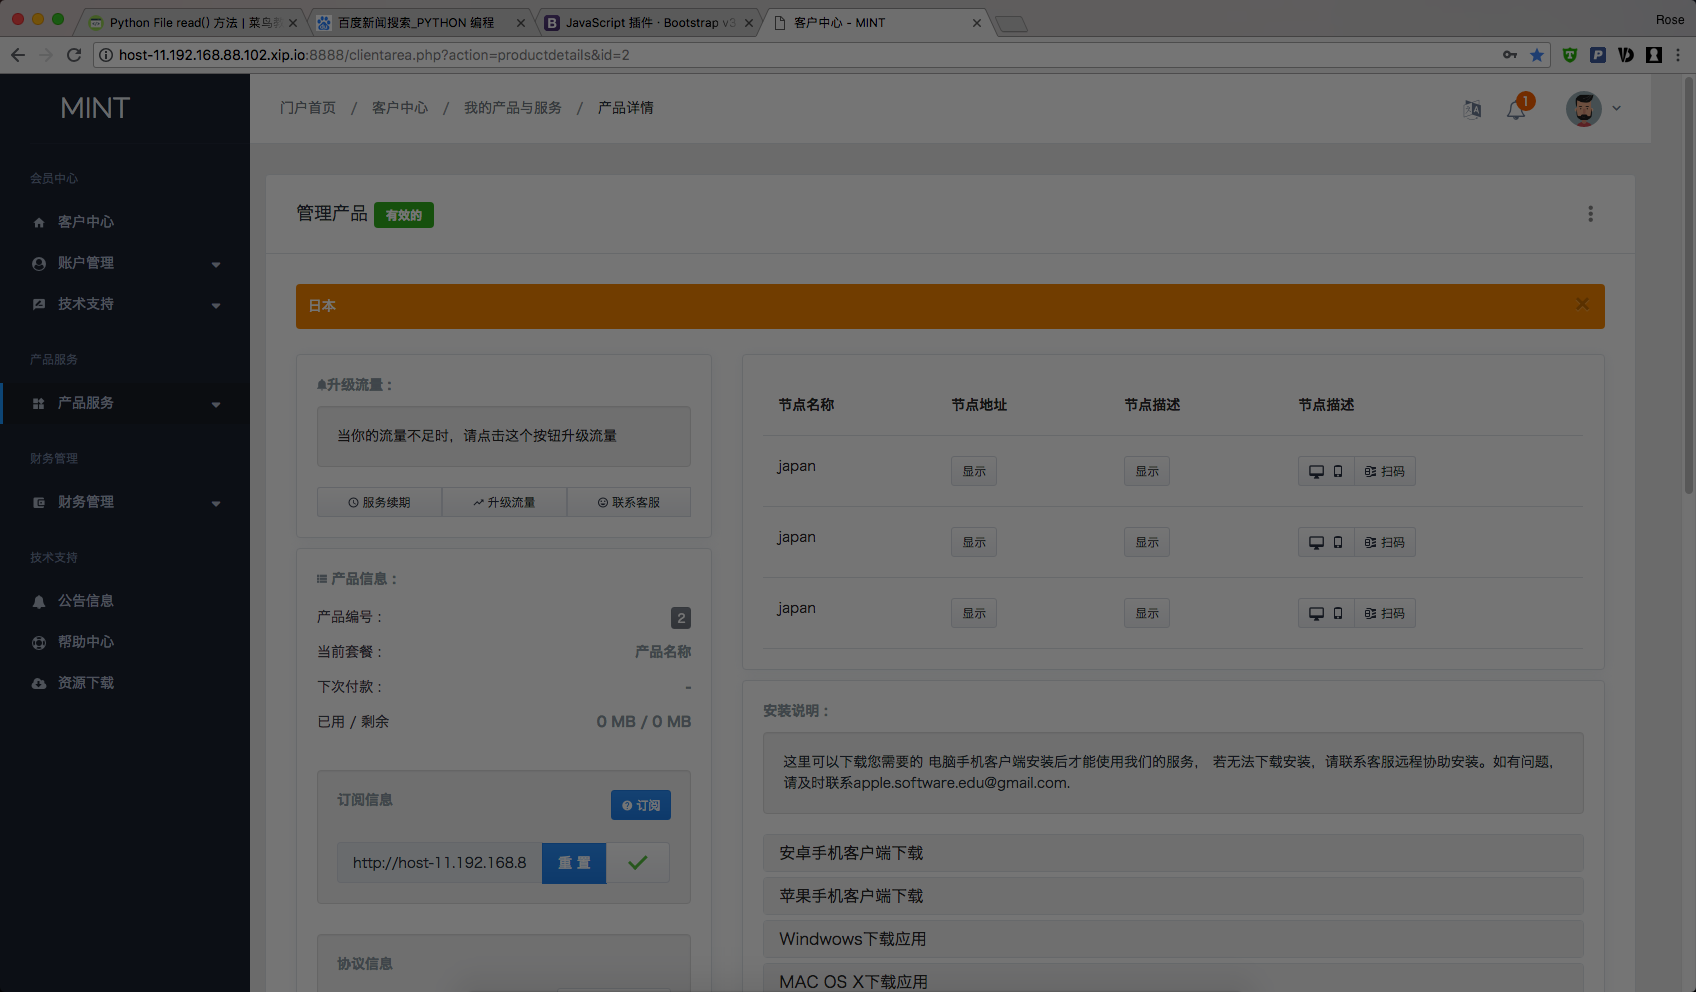 Python File read() 方法 | 菜鸟
百度新闻搜索_PYTHON 编程
JavaScript 插件 · Bootstrap v3
客户中心 - MINT
Rose
host-11.192.168.88.102.xip.io:8888/clientarea.php?action=productdetails&id=2
MINT
门户首页 / 客户中心 / 我的产品与服务 / 产品详情
1
会员中心
客户中心
账户管理
技术支持
产品服务
产品服务
财务管理
财务管理
技术支持
公告信息
帮助中心
资源下载
管理产品 有效的
日本
升级流量：
当你的流量不足时，请点击这个按钮升级流量
服务续期 升级流量 联系客服
产品信息：
产品编号： 2
当前套餐： 产品名称
下次付款： -
已用 / 剩余 0 MB / 0 MB
订阅信息 订阅
http://host-11.192.168.8 重 置
协议信息
节点名称 节点地址 节点描述 节点描述
japan 显示 显示 扫码
japan 显示 显示 扫码
japan 显示 显示 扫码
安装说明：
这里可以下载您需要的 电脑手机客户端安装后才能使用我们的服务， 若无法下载安装，请联系客服远程协助安装。如有问题，
请及时联系apple.software.edu@gmail.com.
安卓手机客户端下载
苹果手机客户端下载
Windwows下载应用
MAC OS X下载应用